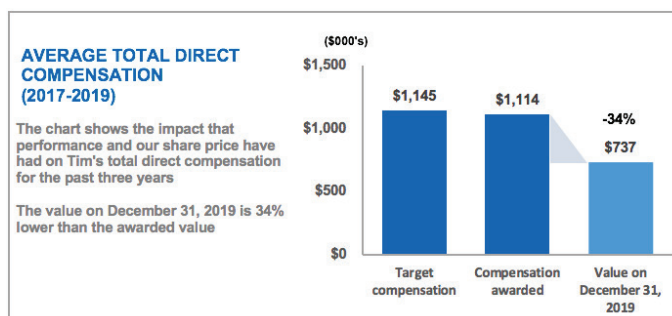 AVERAGE TOTAL DIRECT
COMPENSATION
(2017-2019)
The chart shows the impact that
performance and our share price have
had on Tim's total direct compensation
for the past three years
The value on December 31, 2019 is 34%
lower than the awarded value
($000's)
$1,500
$1,000
$500
$0
$1,145
$1,114
-34%
$737
Target
compensation
Compensation
awarded
Value on
December 31,
2019